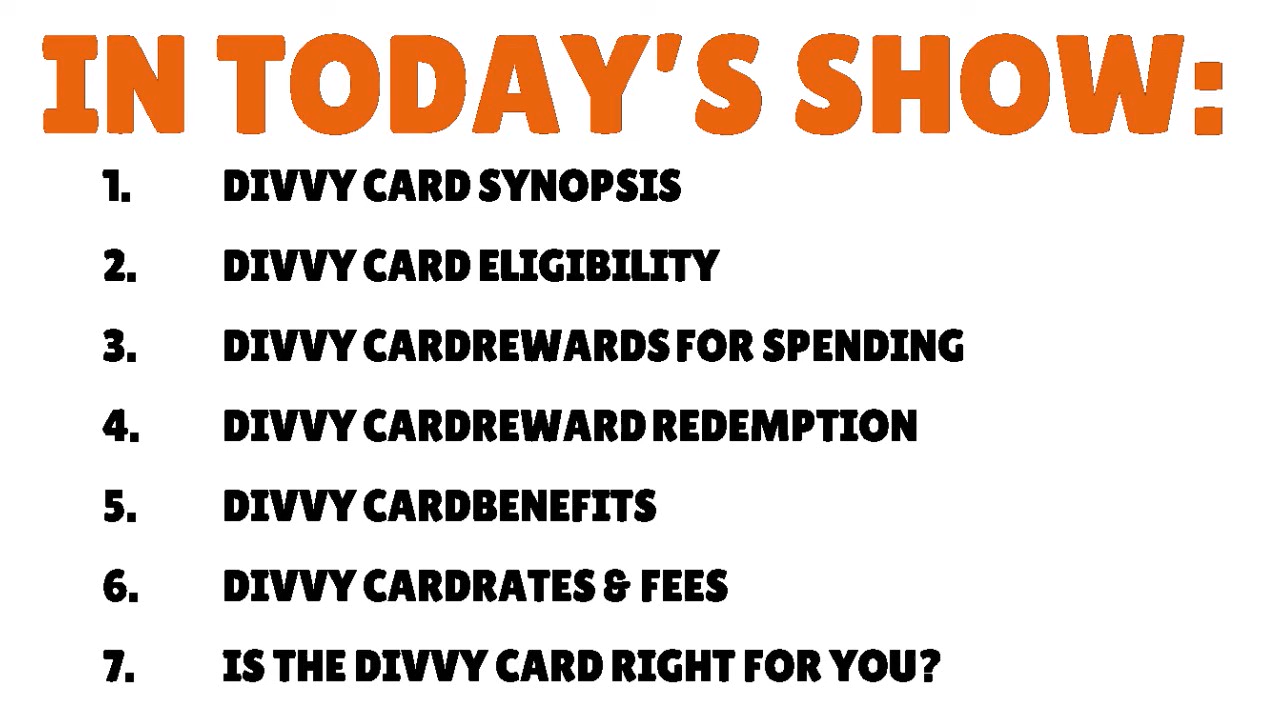 IN TODAY'S SHOW:
1. DIVVY CARD SYNOPSIS
2. DIVVY CARD ELIGIBILITY
3. DIVVY CARDREWARDS FOR SPENDING
4. DIVVY CARDREWARD REDEMPTION
5. DIVVY CARDBENEFITS
6. DIVVY CARDRATES & FEES
7. IS THE DIVVY CARD RIGHT FOR YOU?